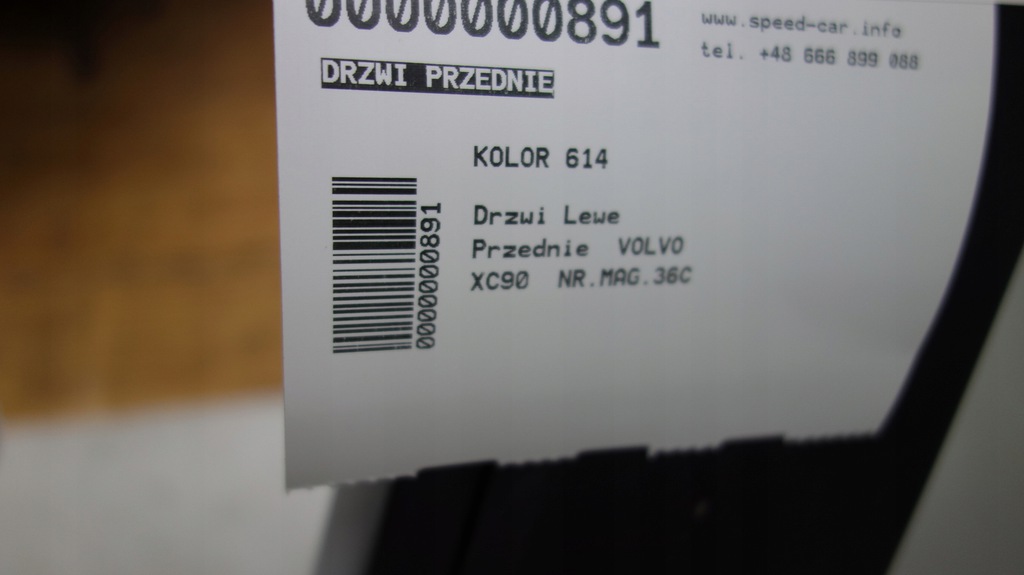 0000000891
www.speed-car.info
tel. +48 666 899 088
DRZWI PRZEDNIE
KOLOR 614
0000000891
Drzwi Lewe
Przednie VOLVO
XC90 NR.MAG.36C